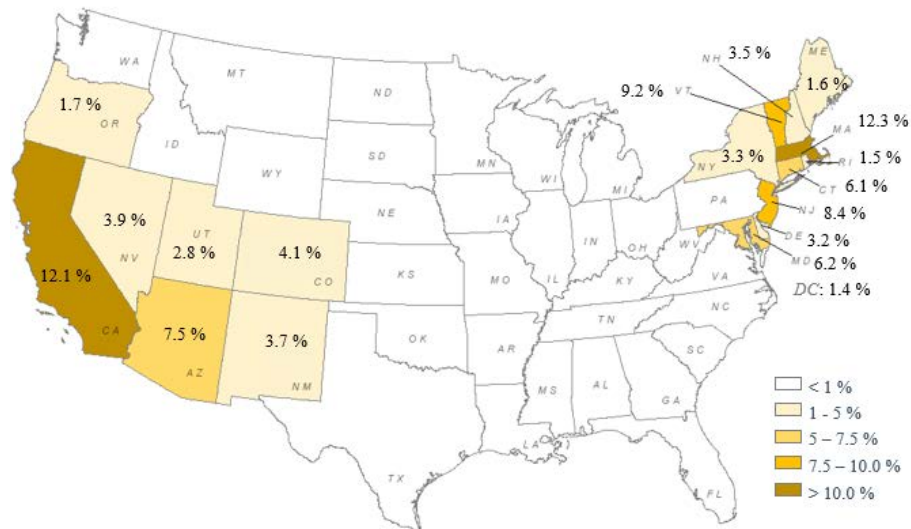 NH 3.5 %
ME
WA
MT
ND
9.2 % VT
1.6 %
1.7 %
OR
MN
MA 12.3 %
ID
SD
WI
NY 3.3 %
RI 1.5 %
WY
MI
CT 6.1 %
IA
PA
NJ 8.4 %
NE
3.9 %
NV
UT
2.8 %
4.1 %
CO
IL
IN
OH
WV
DE 3.2 %
MD 6.2 %
12.1 %
CA
KS
MO
KY
VA
DC: 1.4 %
7.5 %
AZ
3.7 %
NM
OK
TN
NC
AR
SC
MS
AL
GA
TX
LA
FL
< 1 %
1 - 5 %
5 – 7.5 %
7.5 – 10.0 %
> 10.0 %